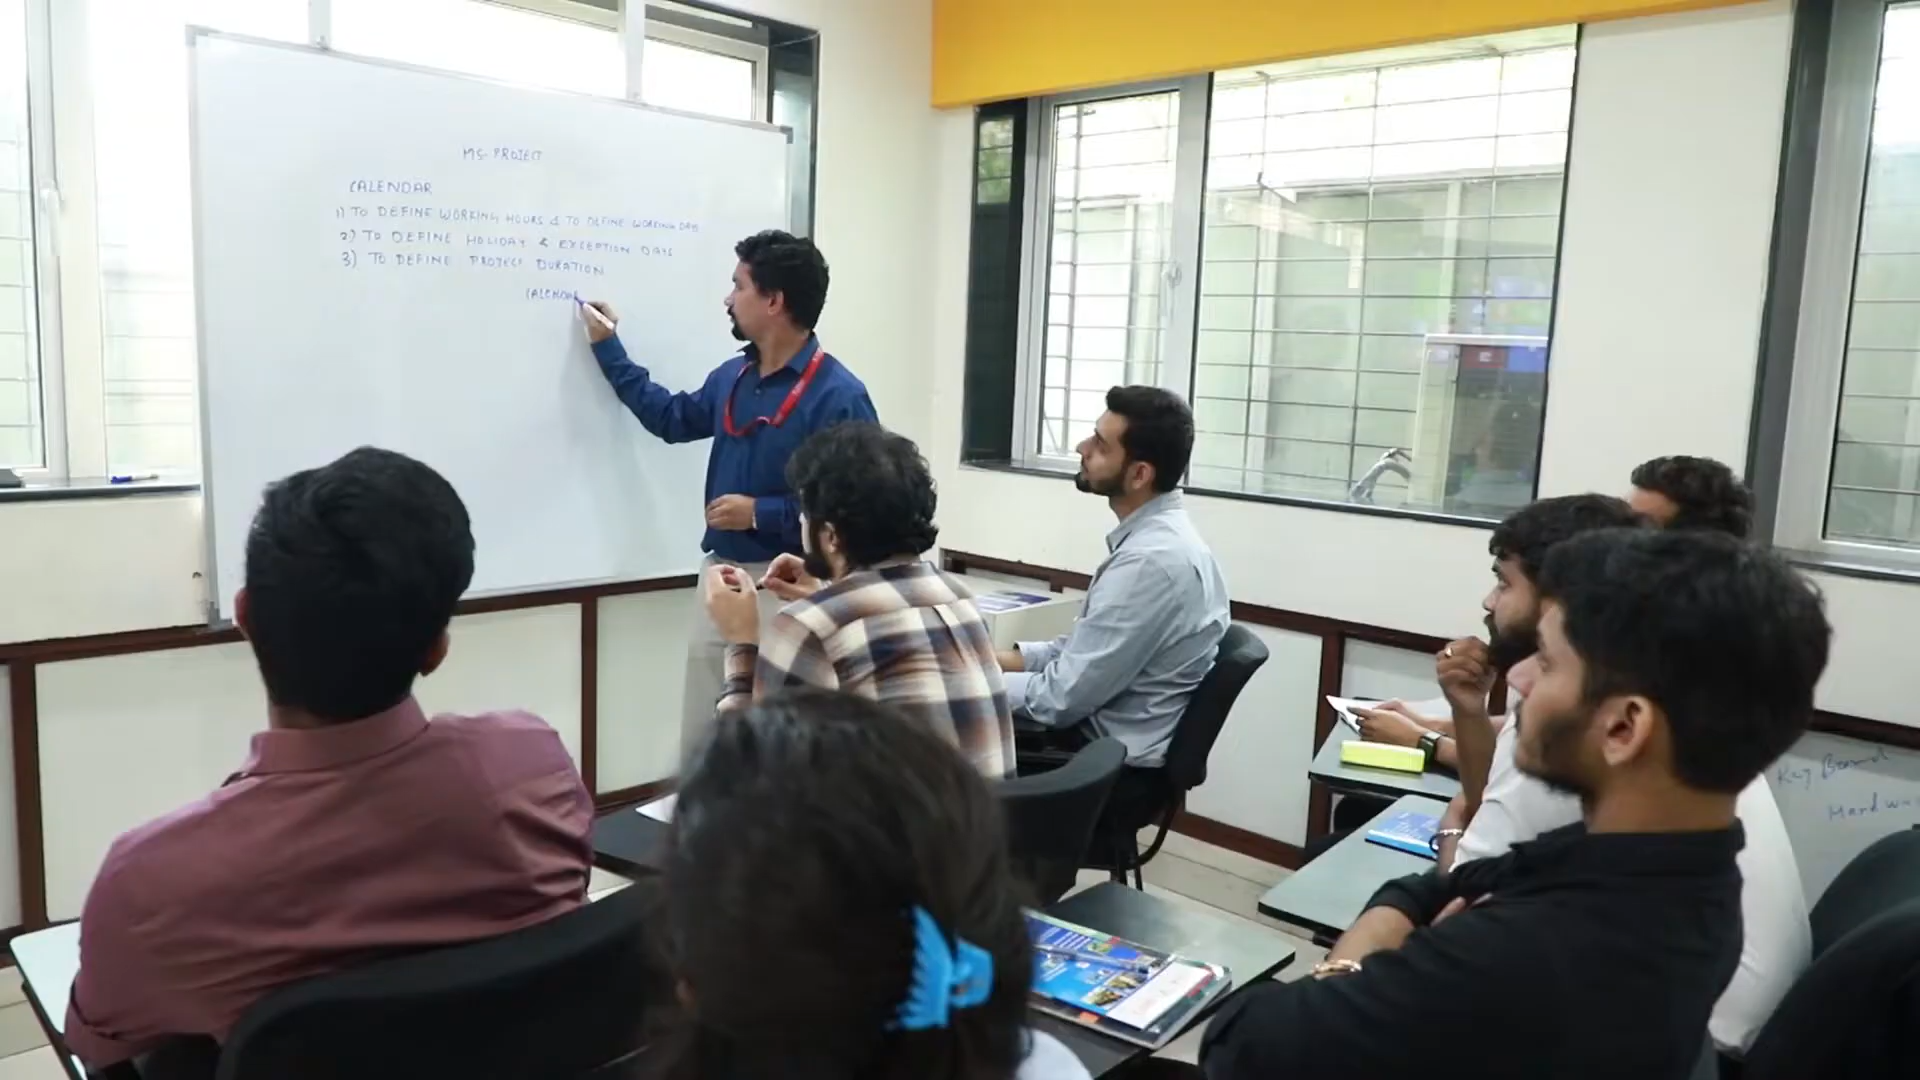 MS-PROJECT
CALENDAR
1) TO DEFINE WORKING HOURS & TO DEFINE WORKING DAYS
2) TO DEFINE HOLIDAY & EXCEPTION DAYS
3) TO DEFINE PROJECT DURATION
CALENDAR
Key Board
Hardwa